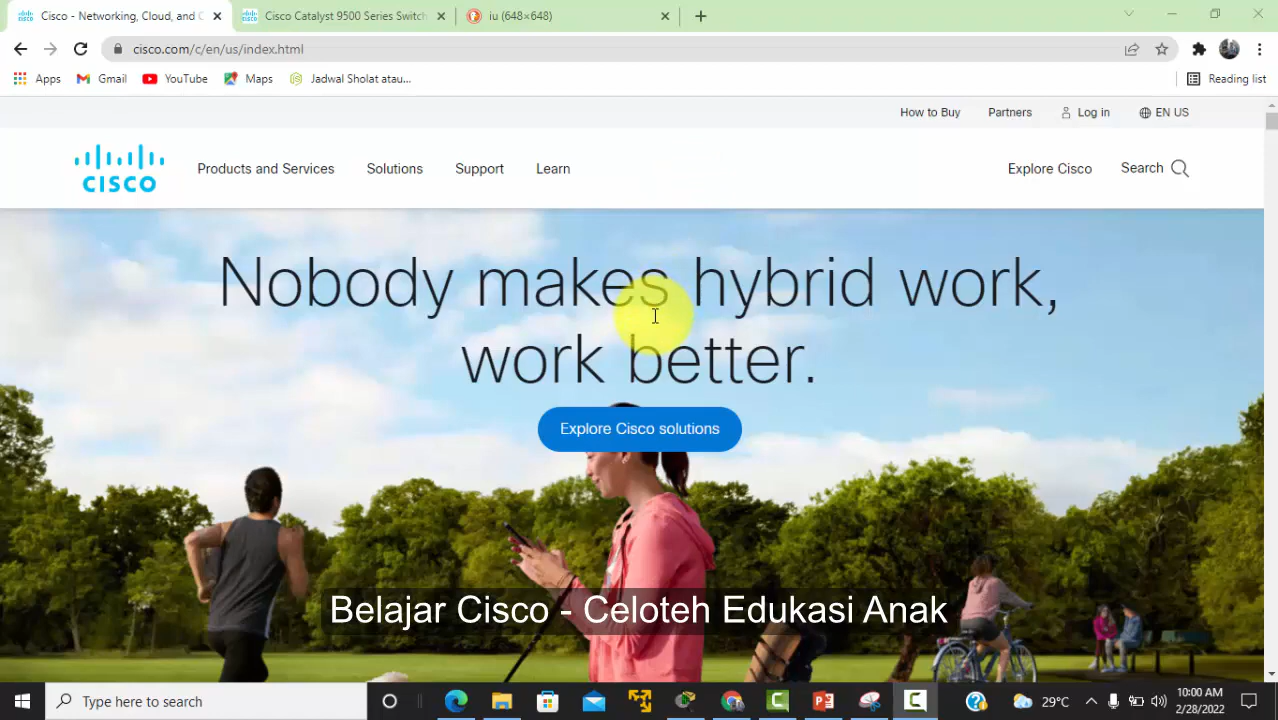 Cisco - Networking, Cloud, and C
Cisco Catalyst 9500 Series Switch
iu (648×648)
cisco.com/c/en/us/index.html
Apps
Gmail
YouTube
Maps
Jadwal Sholat atau...
Reading list
How to Buy
Partners
Log in
EN US
CISCO
Products and Services
Solutions
Support
Learn
Explore Cisco
Search
Nobody makes hybrid work,
work better.
Explore Cisco solutions
Belajar Cisco - Celoteh Edukasi Anak
Type here to search
29°C
10:00 AM
2/28/2022